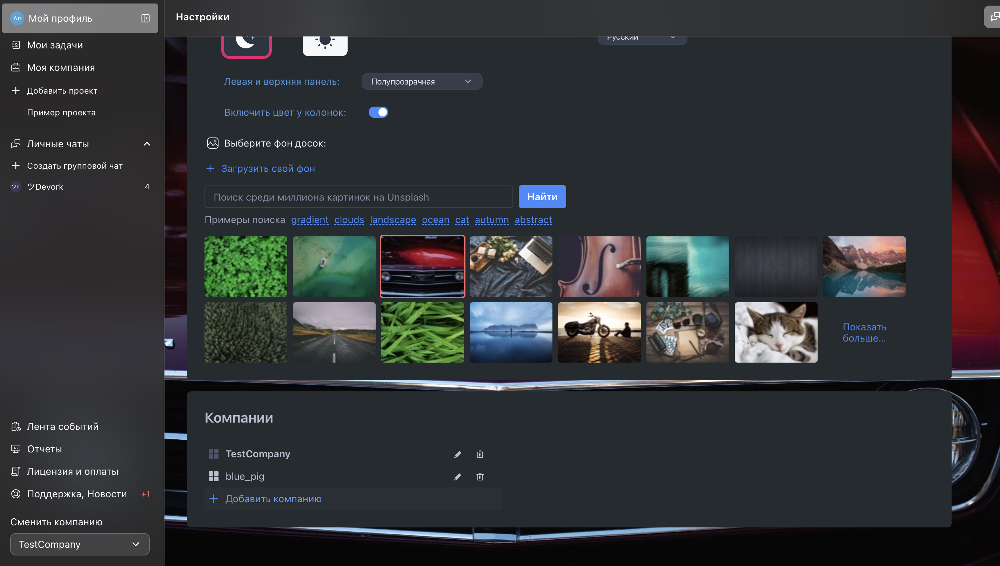 Ал Мой профиль
Мои задачи
Моя компания
Добавить проект
Пример проекта
Личные чаты
Создать групповой чат
ツd ツDevork 4
Лента событий
Отчеты
Лицензия и оплаты
Поддержка, Новости +1
Сменить компанию
TestCompany
Настройки
Русский
Левая и верхняя панель: Полупрозрачная
Включить цвет у колонок:
Выберите фон досок:
Загрузить свой фон
Поиск среди миллиона картинок на Unsplash Найти
Примеры поиска gradient clouds landscape ocean cat autumn abstract
Показать
больше...
Компании
TestCompany
blue_pig
Добавить компанию